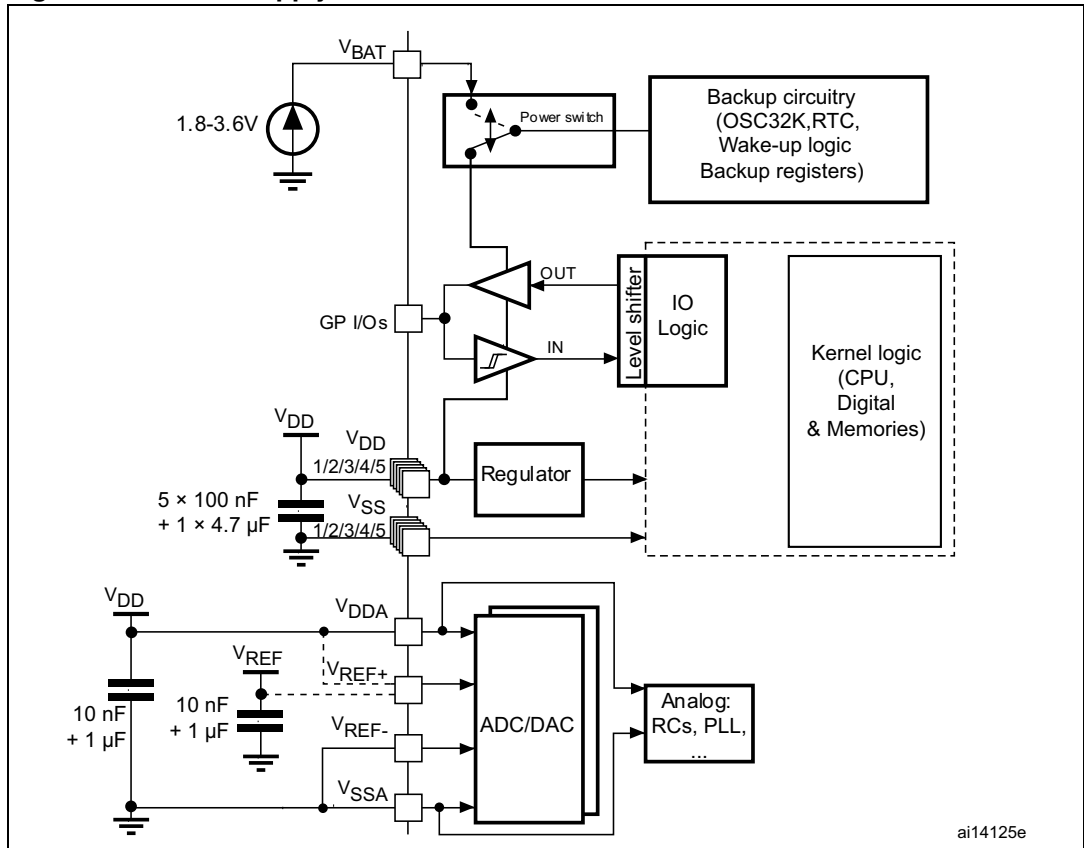 VBAT
1.8-3.6V
Power switch
Backup circuitry
(OSC32K,RTC,
Wake-up logic
Backup registers)
GP I/Os
OUT
IN
Level shifter
IO
Logic
Kernel logic
(CPU,
Digital
& Memories)
VDD
VDD
1/2/3/4/5
Regulator
5 × 100 nF
+ 1 × 4.7 µF
VSS
1/2/3/4/5
VDD
VDDA
VREF
VREF+
10 nF
+ 1 µF
10 nF
+ 1 µF
VREF-
ADC/DAC
Analog:
RCs, PLL,
...
VSSA
ai14125e